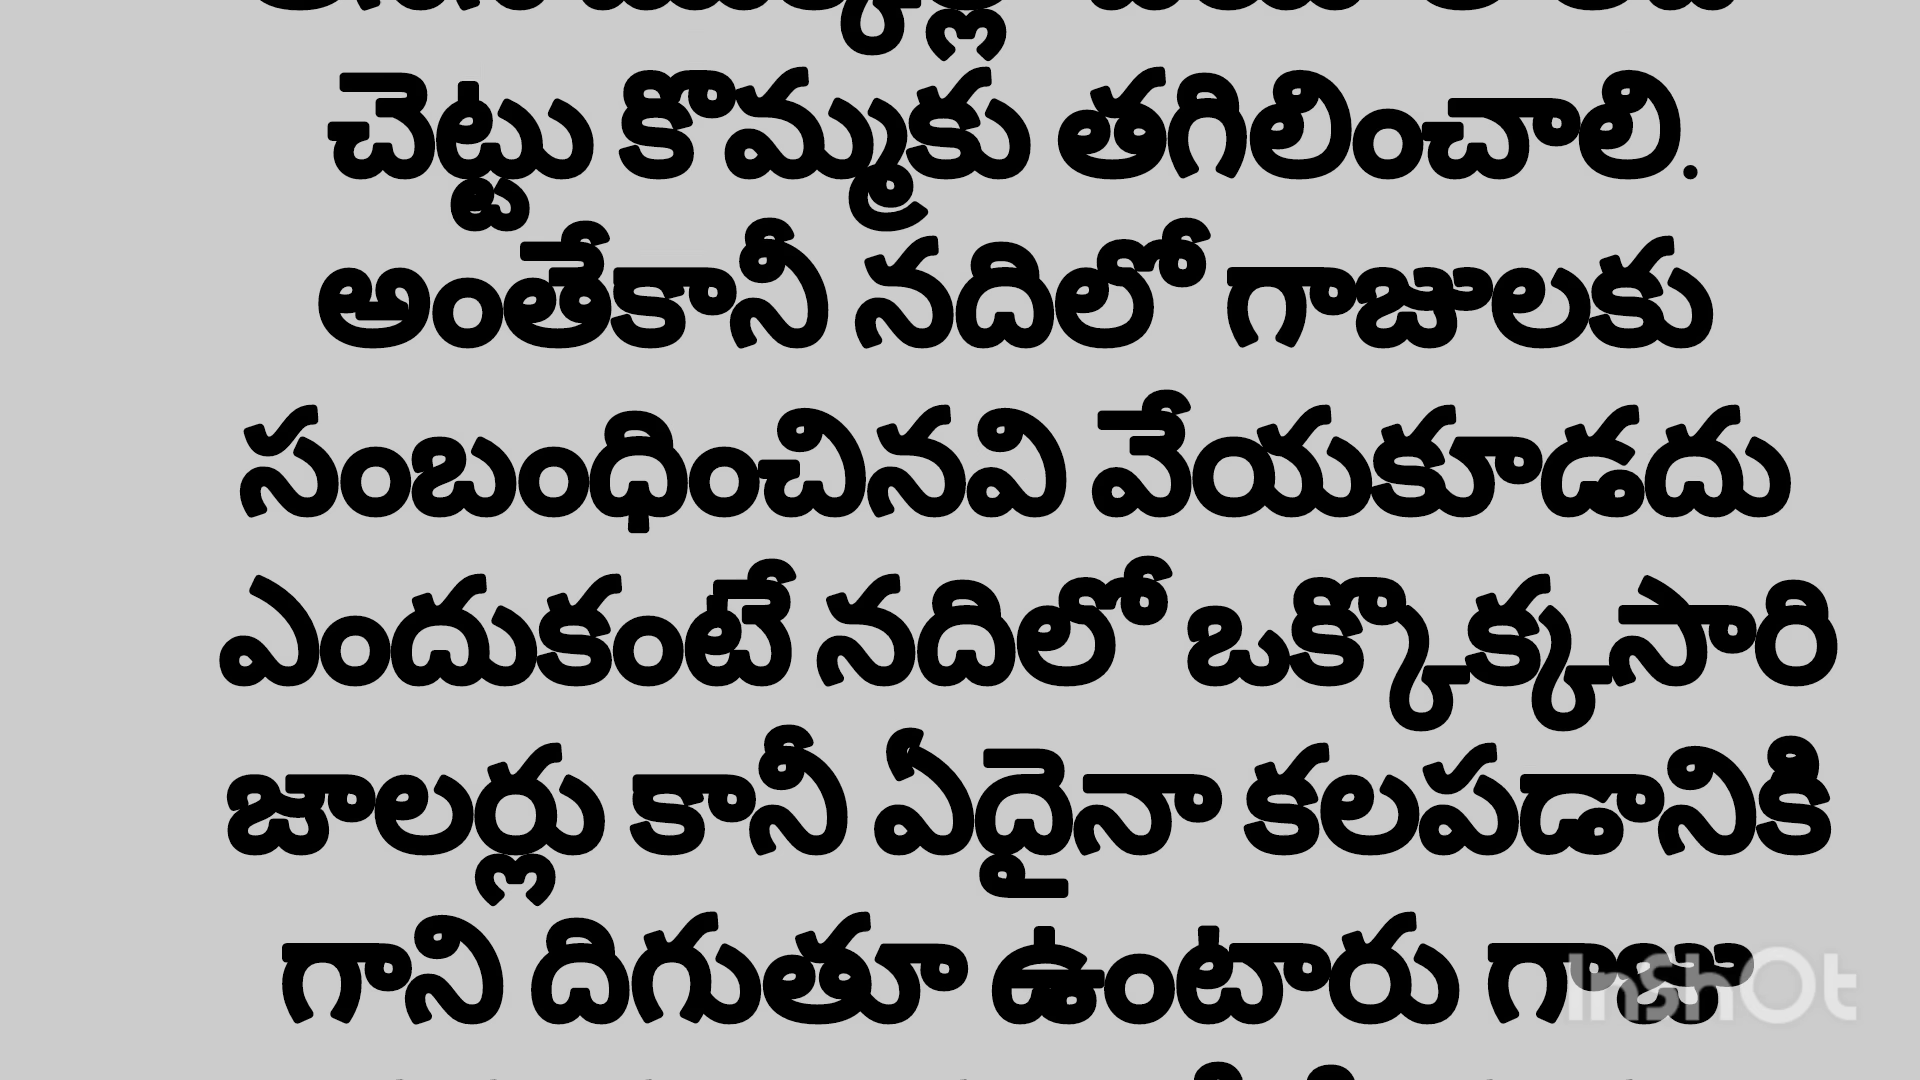 చెట్టు కొమ్మకు తగిలించాలి.
అంతేకానీ నదిలో గాజులకు
సంబంధించినవి వేయకూడదు
ఎందుకంటే నదిలో ఒక్కొక్కసారి
జాలర్లు కానీ ఏదైనా కలపడానికి
గాని దిగుతూ ఉంటారు గాజు
InShOt